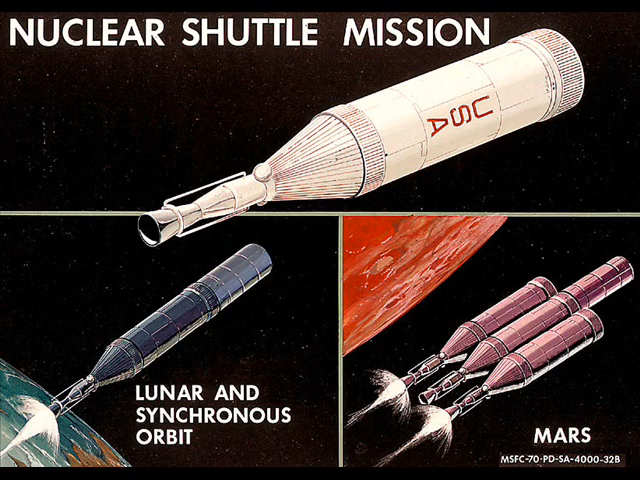 NUCLEAR SHUTTLE MISSION
USA
LUNAR AND
SYNCHRONOUS
ORBIT
MARS
MSFC-70-PD-SA-4000-32B